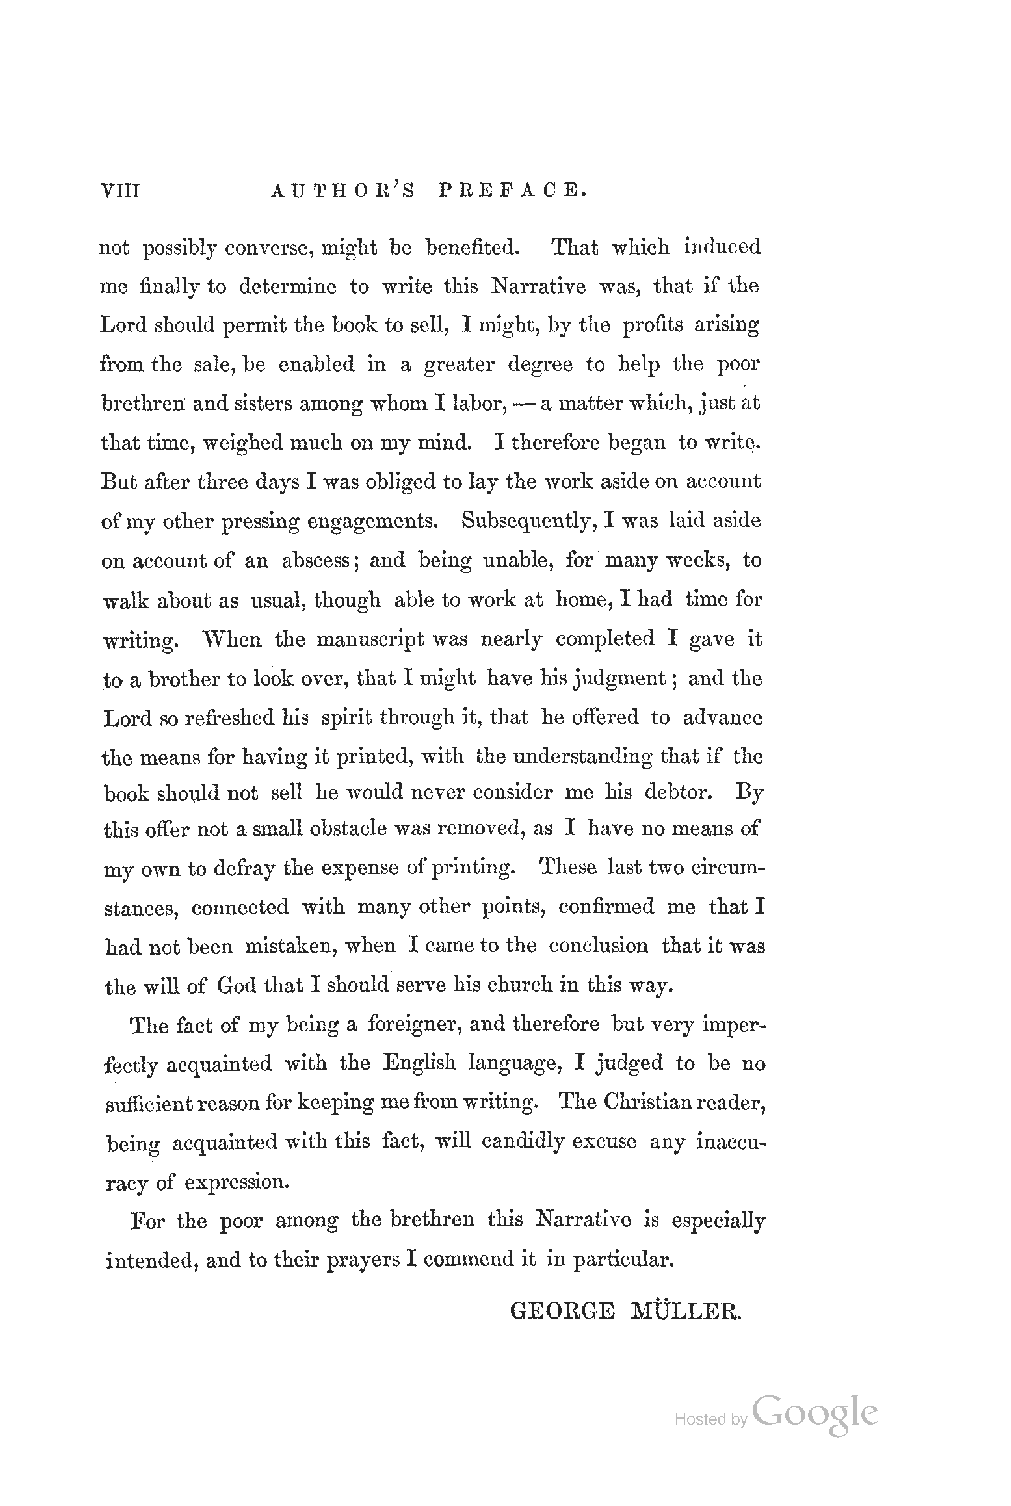 VIII AUTHOR'S PREFACE.
not possibly converse, might be benefited. That which induced
me finally to determine to write this Narrative was, that if the
Lord should permit the book to sell, I might, by the profits arising
from the sale, be enabled in a greater degree to help the poor
brethren and sisters among whom I labor, — a matter which, just at
that time, weighed much on my mind. I therefore began to write.
But after three days I was obliged to lay the work aside on account
of my other pressing engagements. Subsequently, I was laid aside
on account of an abscess; and being unable, for many weeks, to
walk about as usual, though able to work at home, I had time for
writing. When the manuscript was nearly completed I gave it
to a brother to look over, that I might have his judgment; and the
Lord so refreshed his spirit through it, that he offered to advance
the means for having it printed, with the understanding that if the
book should not sell he would never consider me his debtor. By
this offer not a small obstacle was removed, as I have no means of
my own to defray the expense of printing. These last two circum-
stances, connected with many other points, confirmed me that I
had not been mistaken, when I came to the conclusion that it was
the will of God that I should serve his church in this way.
The fact of my being a foreigner, and therefore but very imper-
fectly acquainted with the English language, I judged to be no
sufficient reason for keeping me from writing. The Christian reader,
being acquainted with this fact, will candidly excuse any inaccu-
racy of expression.
For the poor among the brethren this Narrative is especially
intended, and to their prayers I commend it in particular.
GEORGE MÜLLER.
Hosted by Google